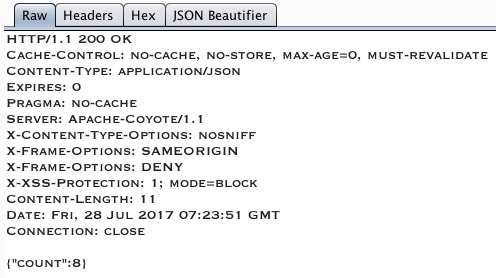 Raw Headers Hex JSON Beautifier
HTTP/1.1 200 OK
Cache-Control: no-cache, no-store, max-age=0, must-revalidate
Content-Type: application/json
Expires: 0
Pragma: no-cache
Server: Apache-Coyote/1.1
X-Content-Type-Options: nosniff
X-Frame-Options: SAMEORIGIN
X-Frame-Options: DENY
X-XSS-Protection: 1; mode=block
Content-Length: 11
Date: Fri, 28 Jul 2017 07:23:51 GMT
Connection: close
{"count":8}